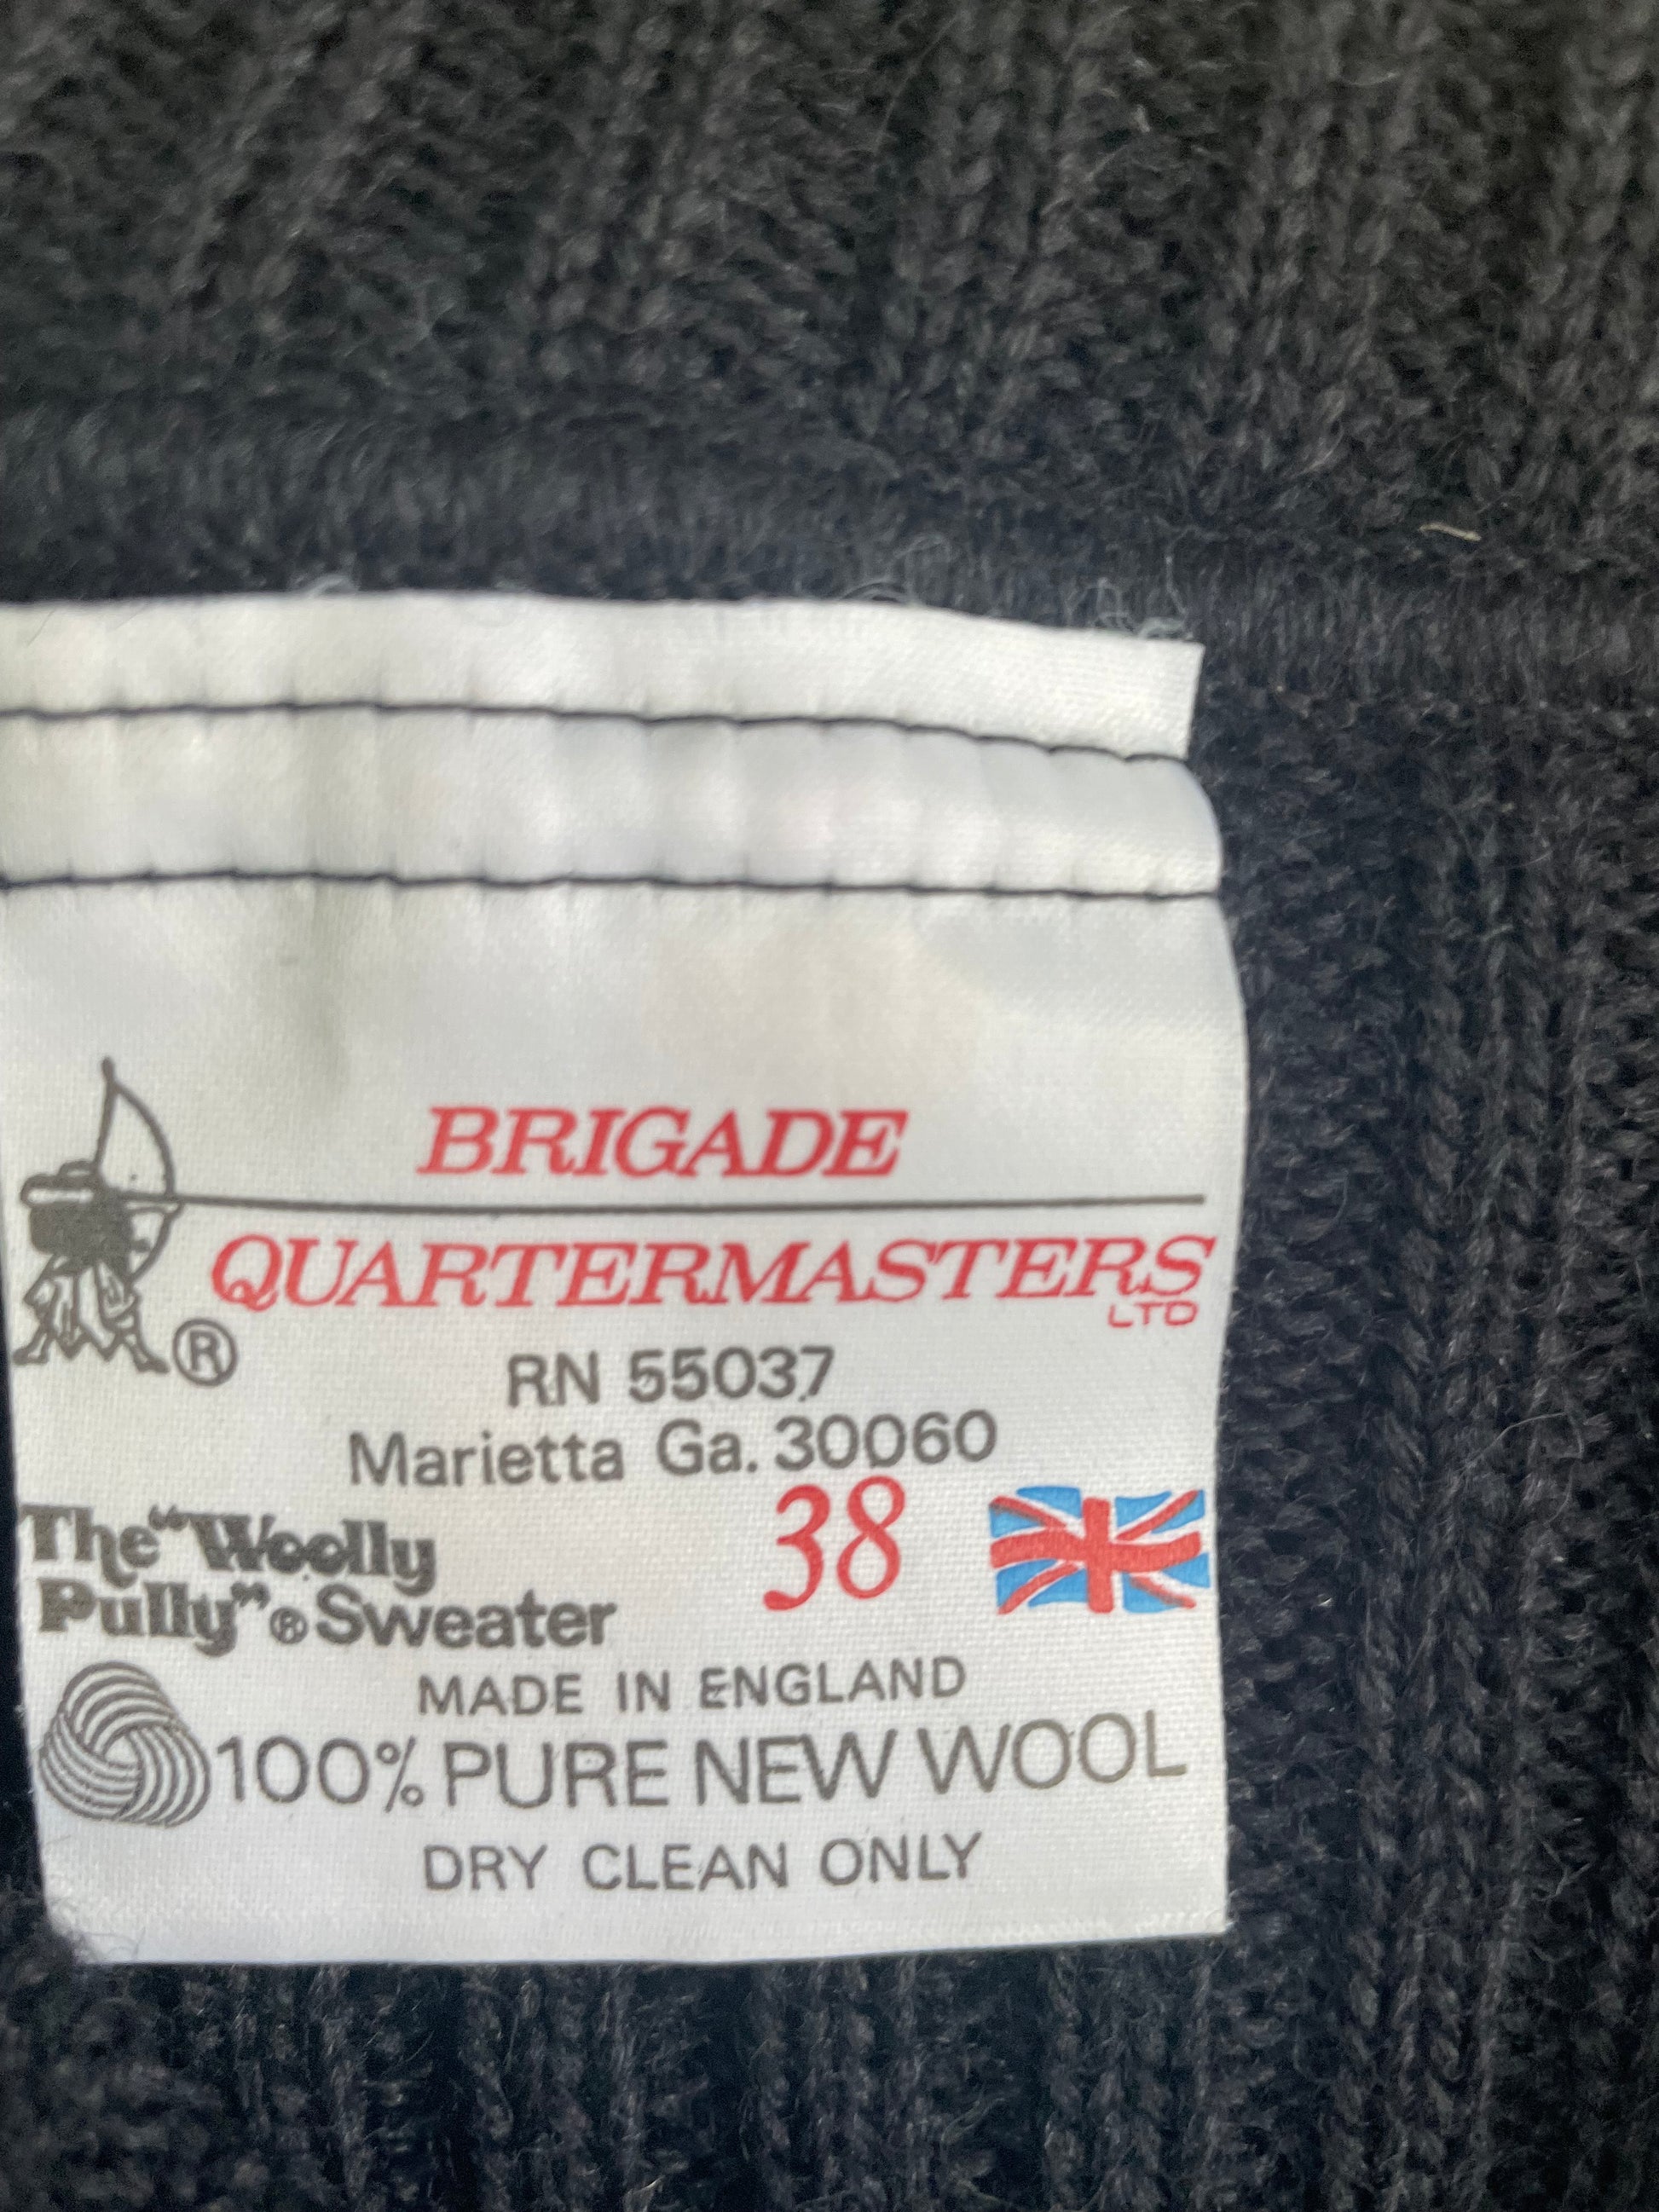 BRIGADE
QUARTERMASTERS
LTD
®
RN 55037
Marietta Ga. 30060
38
The "Woolly
Pully"® Sweater
MADE IN ENGLAND
100% PURE NEW WOOL
DRY CLEAN ONLY